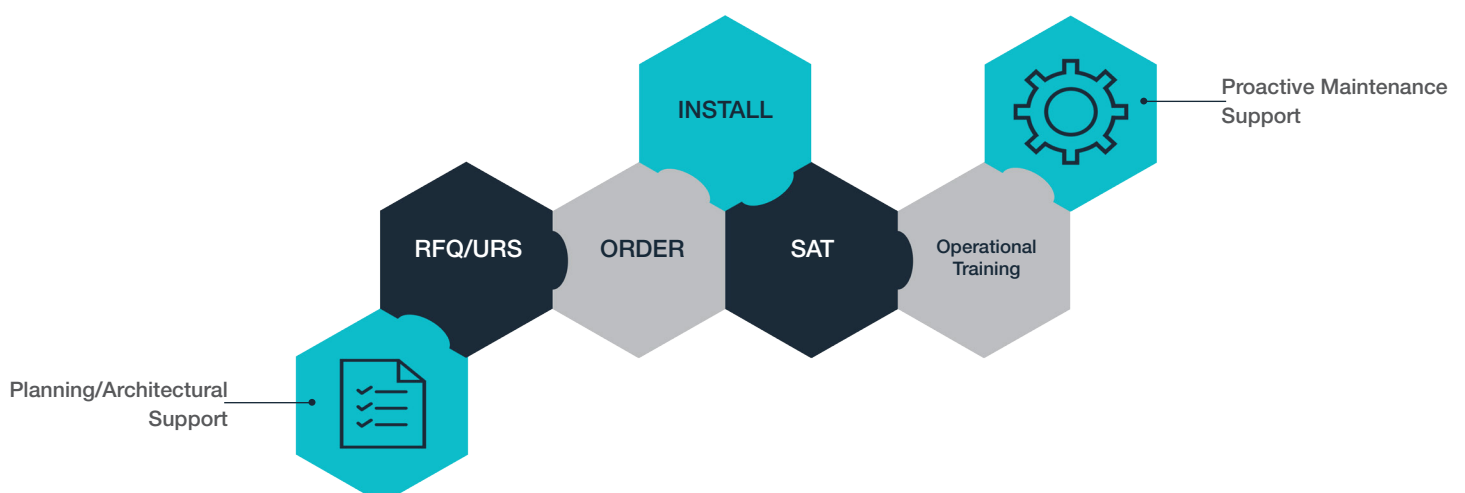 INSTALL
Proactive Maintenance
Support
RFQ/URS
ORDER
SAT
Operational
Training
Planning/Architectural
Support